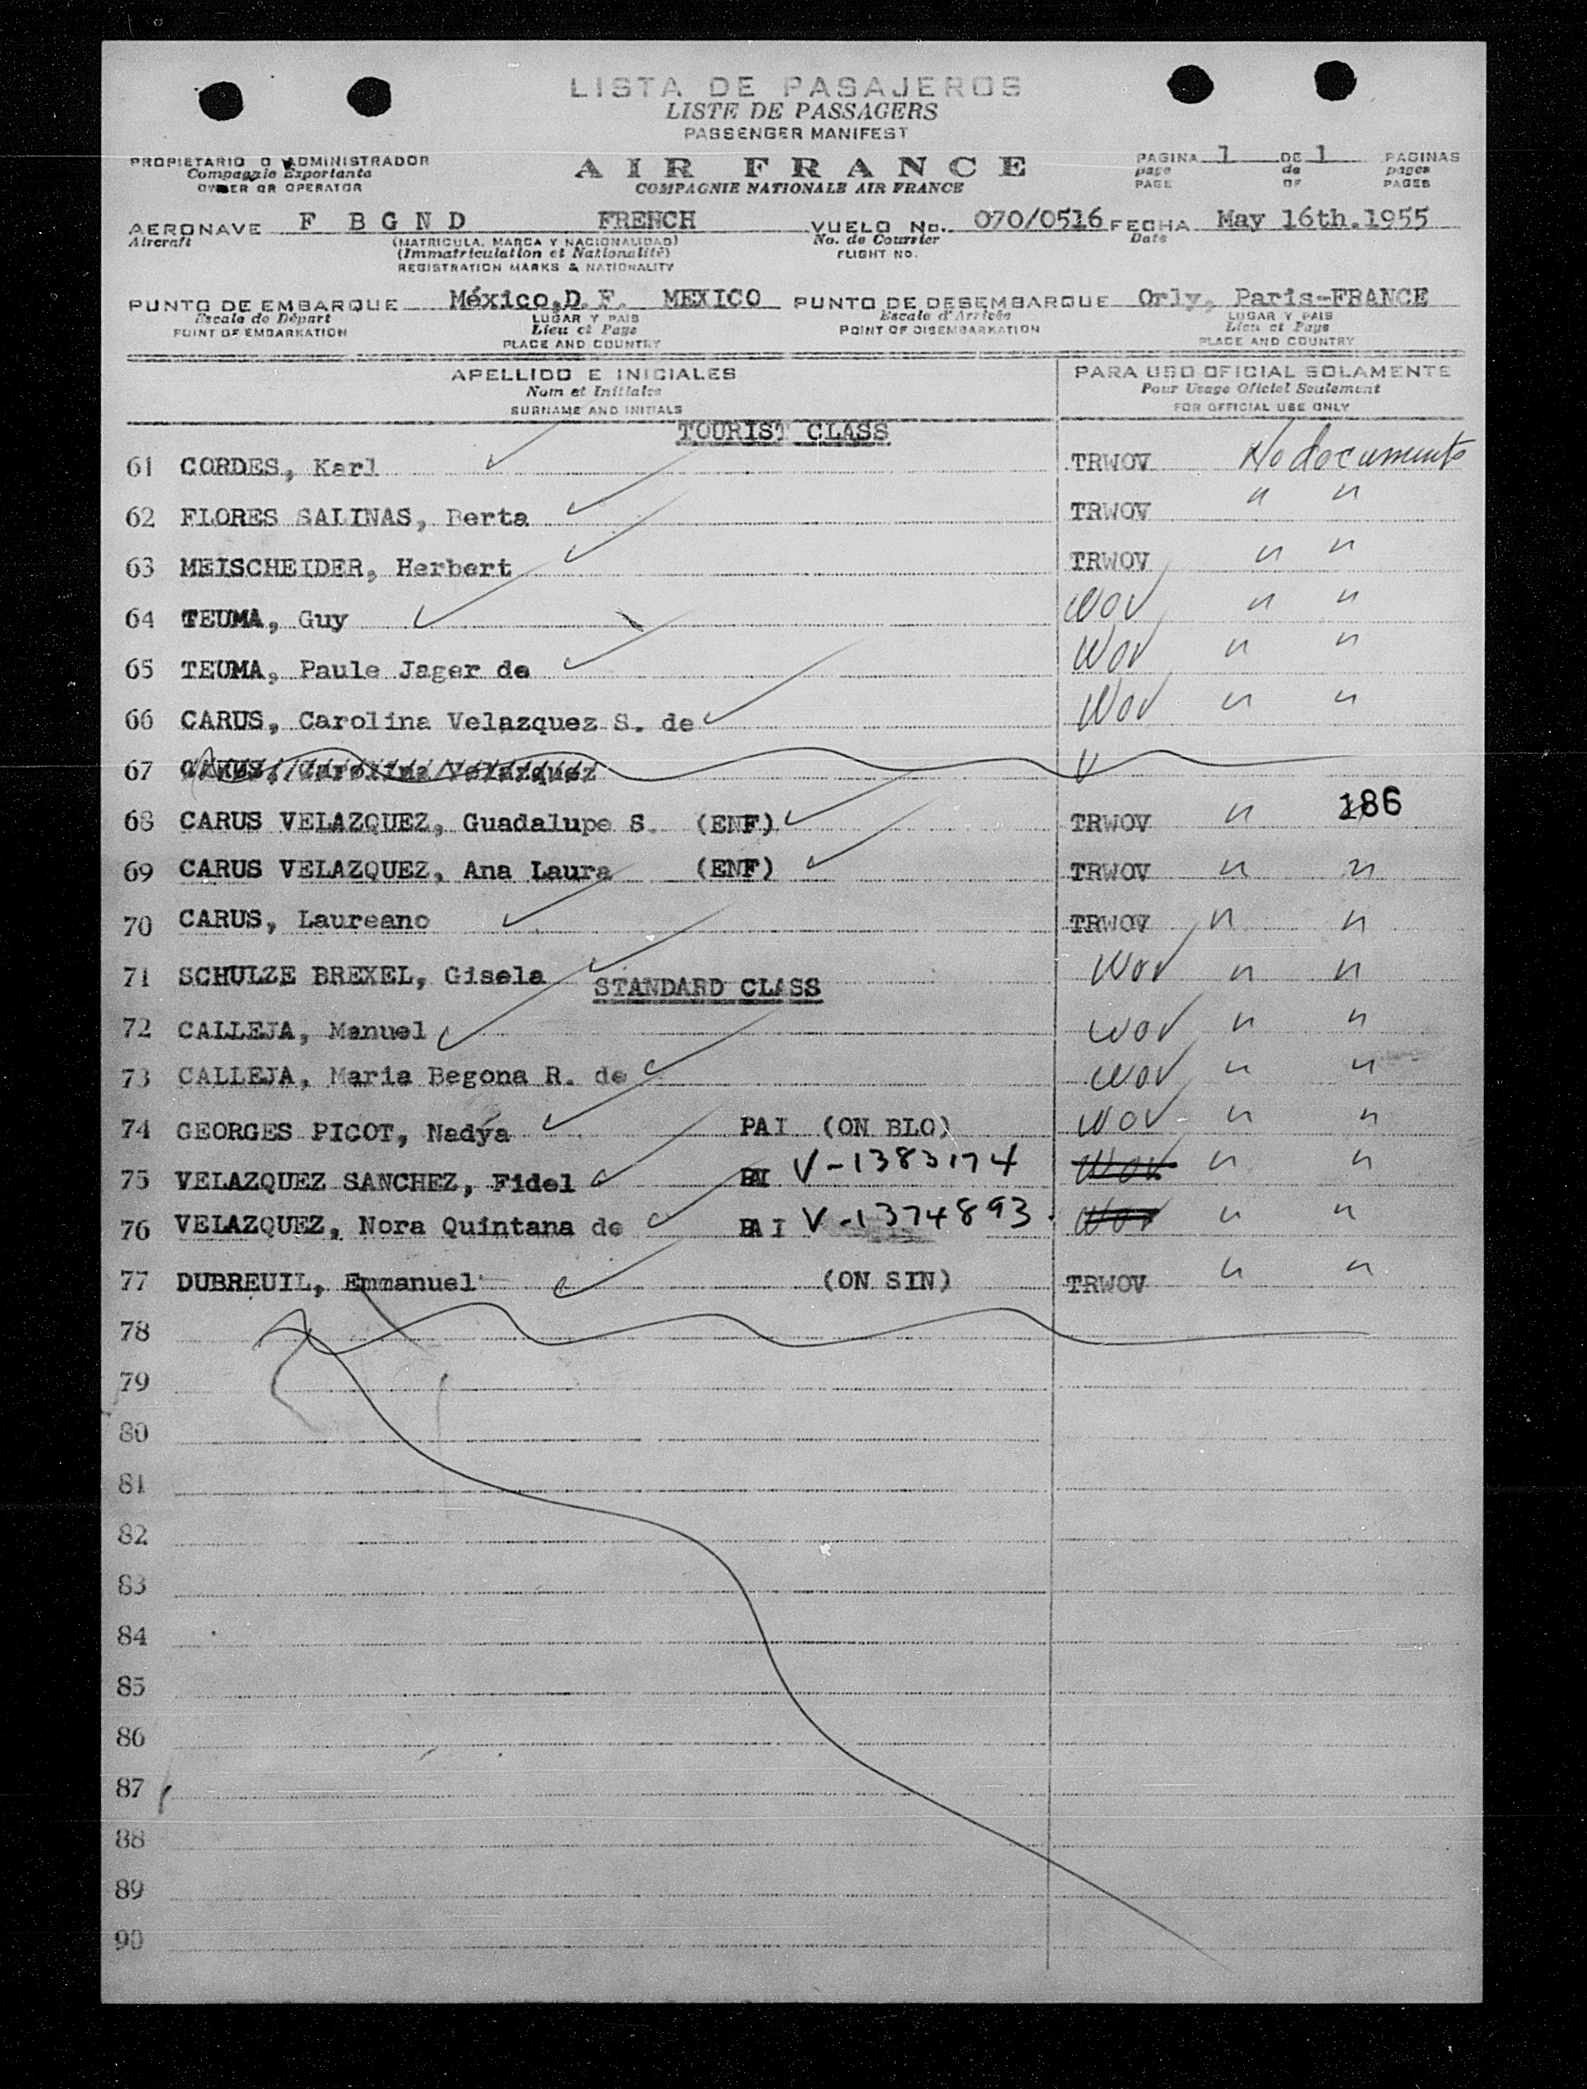 LISTA DE PASAJEROS
LISTE DE PASSAGERS
PASSENGER MANIFEST
PROPIETARIO O ADMINISTRADOR
Compagnie Exportante
OWNER OR OPERATOR
AIR FRANCE
COMPAGNIE NATIONALE AIR FRANCE
PAGINA 1 DE 1 PAGINAS
page de pages
PAGE OF PAGES
AERONAVE F B G N D FRENCH VUELO No. 070/0516 FECHA May 16th.1955
Aircraft (MATRICULA, MARCA Y NACIONALIDAD) No. de Courrier Date
(Immatriculation et Nationalité) FLIGHT NO.
REGISTRATION MARKS & NATIONALITY
PUNTO DE EMBARQUE México,D.F. MEXICO PUNTO DE DESEMBARQUE Orly, Paris-FRANCE
Escale de Départ LUGAR Y PAIS Escale d'Arrivée LUGAR Y PAIS
POINT OF EMBARKATION Lieu et Pays POINT OF DISEMBARKATION Lieu et Pays
PLACE AND COUNTRY PLACE AND COUNTRY
APELLIDO E INICIALES PARA USO OFICIAL SOLAMENTE
Nom et Initiales Pour Usage Officiel Seulement
SURNAME AND INITIALS FOR OFFICIAL USE ONLY
TOURIST CLASS
61 CORDES, Karl TRWOV No documents
62 FLORES SALINAS, Berta TRWOV " "
63 MEISCHEIDER, Herbert TRWOV " "
64 TEUMA, Guy WOV " "
65 TEUMA, Paule Jager de WOV " "
66 CARUS, Carolina Velazquez S. de WOV " "
67 CARUS, Carolina Velazquez
68 CARUS VELAZQUEZ, Guadalupe S. (ENF) TRWOV " 186
69 CARUS VELAZQUEZ, Ana Laura (ENF) TRWOV " "
70 CARUS, Laureano TRWOV " "
71 SCHULZE BREXEL, Gisela WOV " "
STANDARD CLASS
72 CALLEJA, Manuel WOV " "
73 CALLEJA, Maria Begona R. de WOV " "
74 GEORGES PICOT, Nadya PAI (ON BLO) WOV " "
75 VELAZQUEZ SANCHEZ, Fidel PAI V-1383174 WOV " "
76 VELAZQUEZ, Nora Quintana de PAI V-1374893. WOV " "
77 DUBREUIL, Emmanuel (ON SIN) TRWOV " "
78
79
80
81
82
83
84
85
86
87
88
89
90